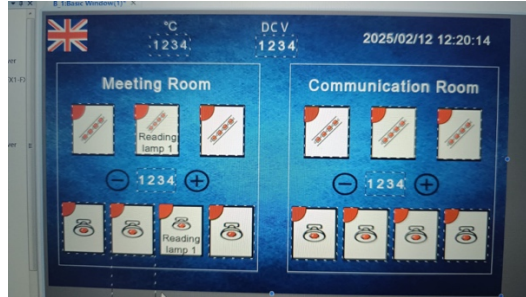 B_1:Basic Window(1)*
°C
DC V
1234
1234
2025/02/12 12:20:14
Meeting Room
Communication Room
Reading
lamp 1
1234
1234
Reading
lamp 1